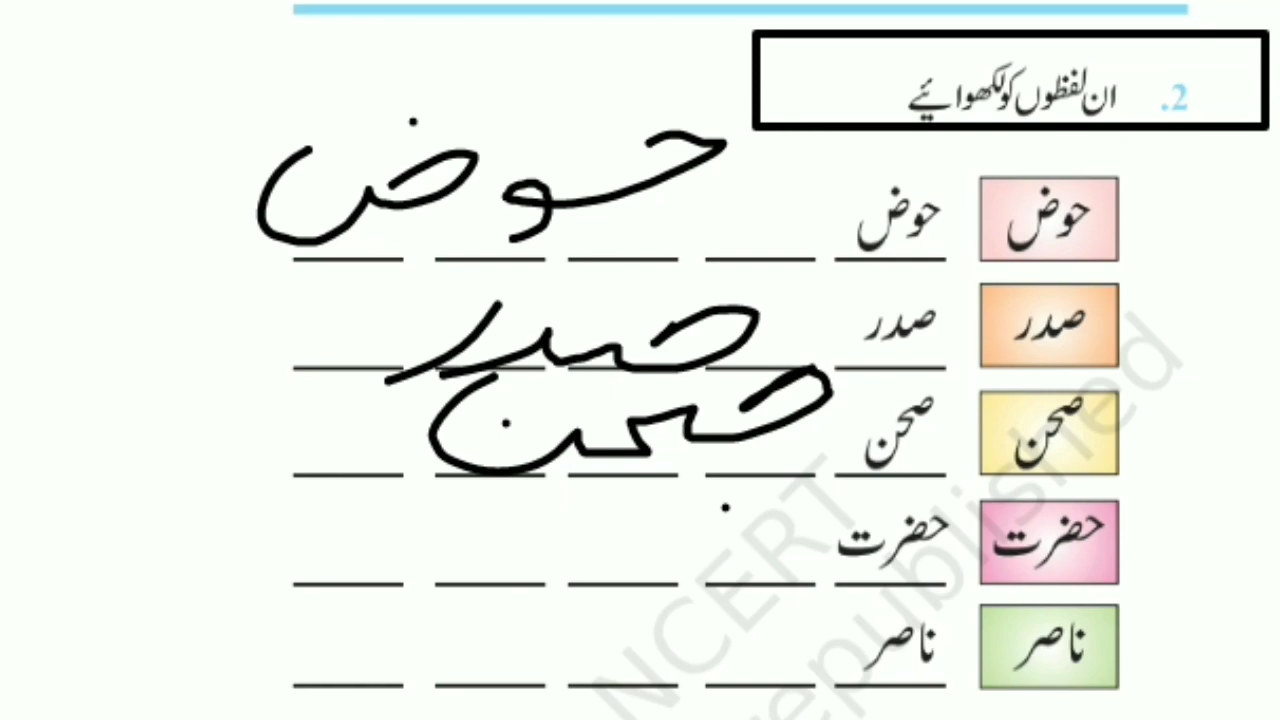 2. ان لفظوں کو لکھوائیے
حوض حوض حوض
صدر صدر صدر
صحن صحن صحن
حضرت حضرت
ناصر ناصر
NCERT
republished